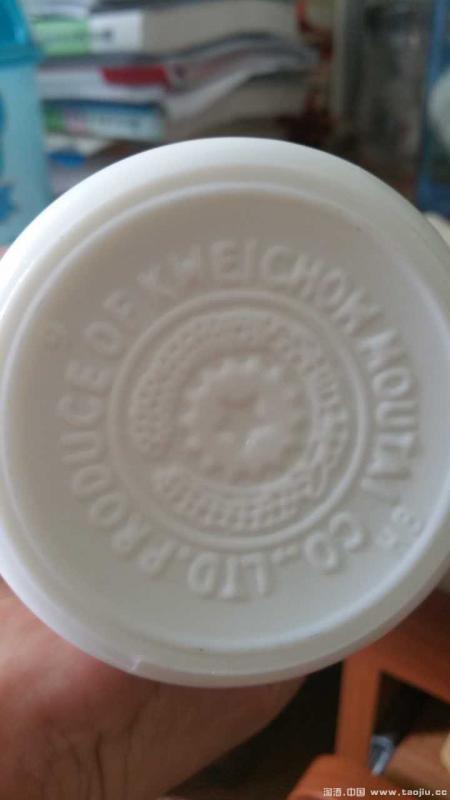 PRODUCE OF KWEICHOW MOUTAI CO.,LTD.
淘酒.中国 www.taojiu.cc